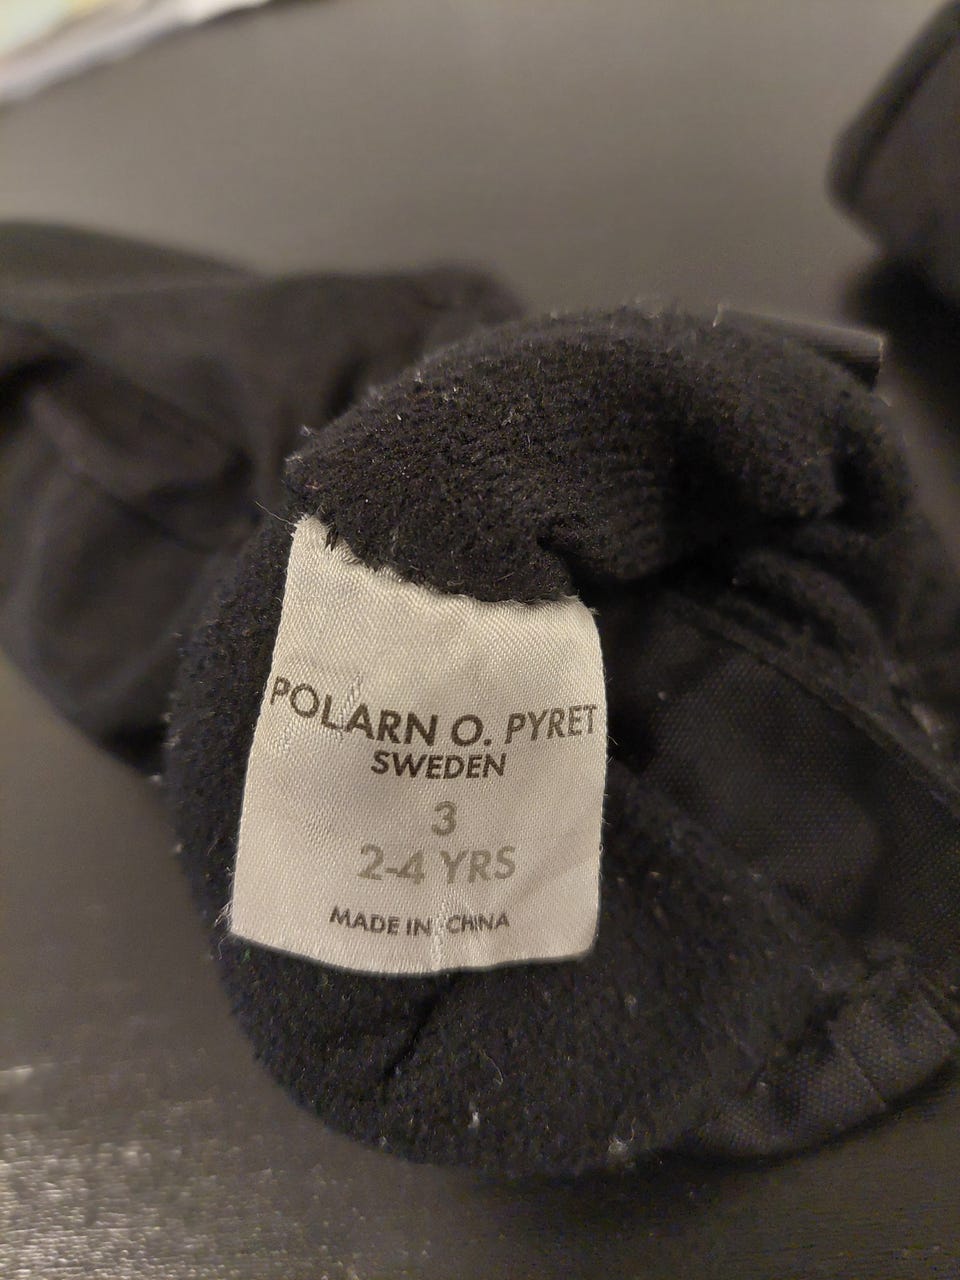 POLARN O. PYRET
SWEDEN
3
2-4 YRS
MADE IN CHINA